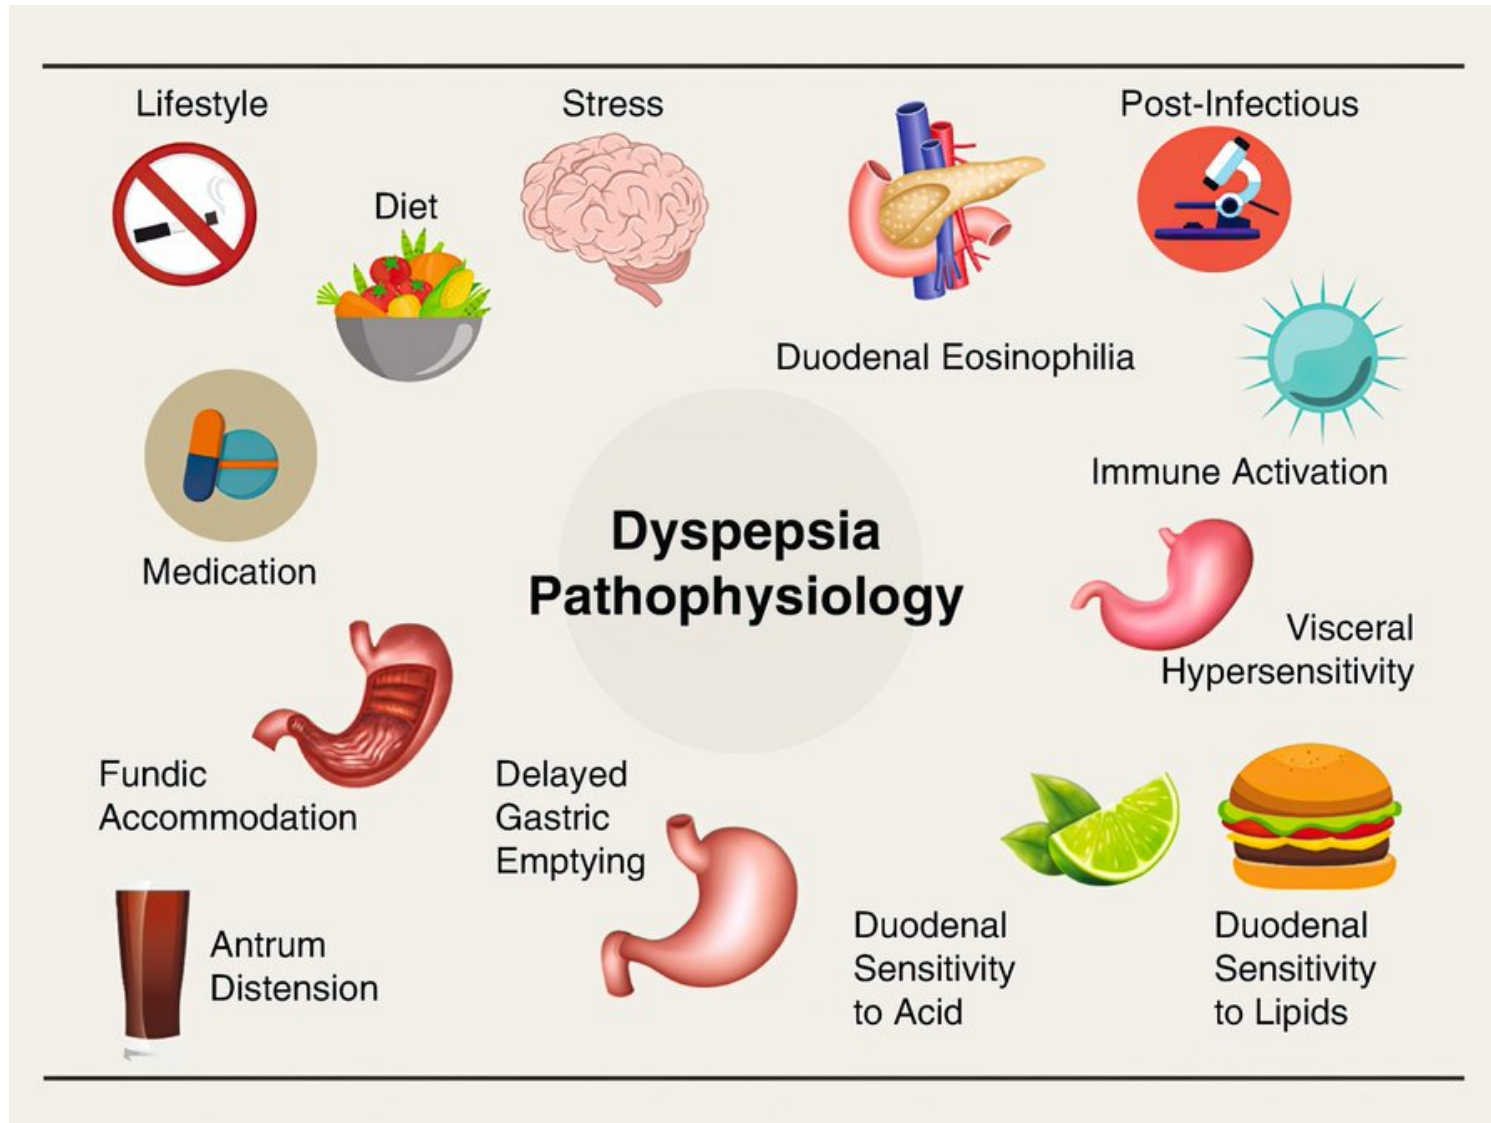 Lifestyle
Stress
Post-Infectious
Diet
Duodenal Eosinophilia
Immune Activation
Medication
Dyspepsia
Pathophysiology
Visceral
Hypersensitivity
Fundic
Accommodation
Delayed
Gastric
Emptying
Antrum
Distension
Duodenal
Sensitivity
to Acid
Duodenal
Sensitivity
to Lipids